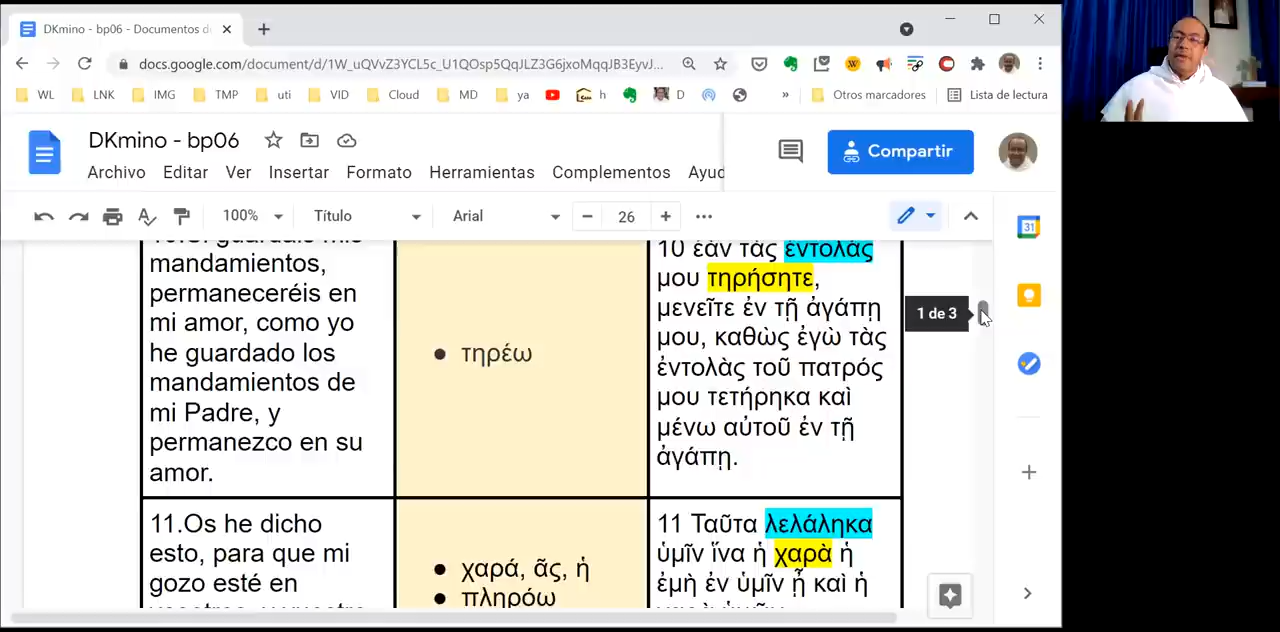 DKmino - bp06 - Documentos d
docs.google.com/document/d/1W_uQVvZ3YCL5c_U1QOsp5QqJLZ3G6jxoMqqJB3EyvJ...
WL LNK IMG TMP uti VID Cloud MD ya h D » Otros marcadores Lista de lectura
DKmino - bp06
Compartir
Archivo Editar Ver Insertar Formato Herramientas Complementos Ayud
100% Título Arial 26
mandamientos,
permaneceréis en
mi amor, como yo
he guardado los
mandamientos de
mi Padre, y
permanezco en su
amor.
τηρέω
10 ἐὰν τὰς ἐντολάς
μου τηρήσητε,
μενεῖτε ἐν τῇ ἀγάπῃ
μου, καθὼς ἐγὼ τὰς
ἐντολὰς τοῦ πατρός
μου τετήρηκα καὶ
μένω αὐτοῦ ἐν τῇ
ἀγάπῃ.
1 de 3
11.Os he dicho
esto, para que mi
gozo esté en
χαρά, ᾶς, ἡ
πληρόω
11 Ταῦτα λελάληκα
ὑμῖν ἵνα ἡ χαρὰ ἡ
ἐμὴ ἐν ὑμῖν ᾖ καὶ ἡ
31